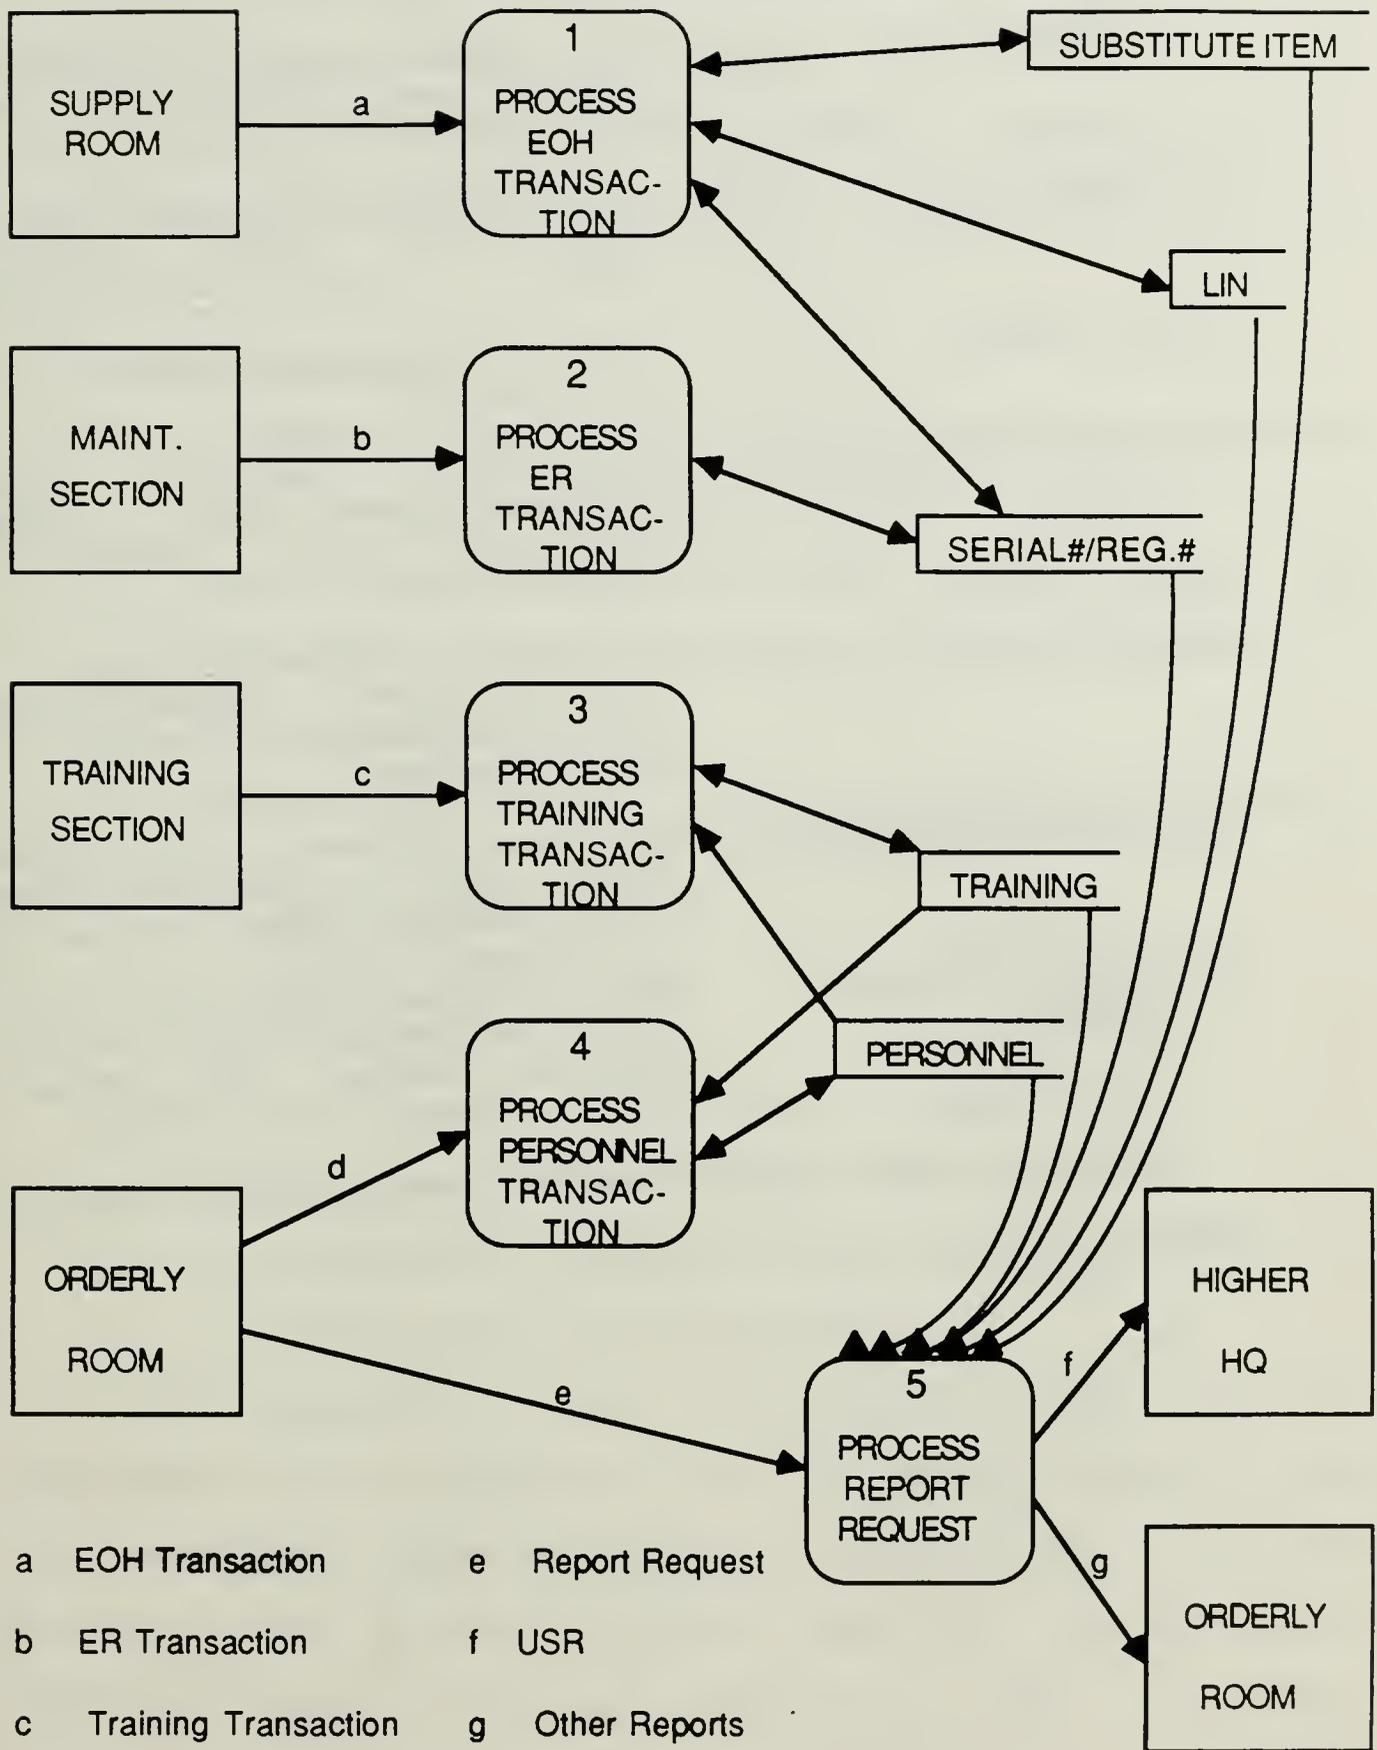 SUPPLY
ROOM
a
1
PROCESS
EOH
TRANSAC-
TION
SUBSTITUTE ITEM
LIN
MAINT.
SECTION
b
2
PROCESS
ER
TRANSAC-
TION
SERIAL#/REG.#
TRAINING
SECTION
c
3
PROCESS
TRAINING
TRANSAC-
TION
TRAINING
PERSONNEL
4
PROCESS
PERSONNEL
TRANSAC-
TION
d
ORDERLY
ROOM
e
5
PROCESS
REPORT
REQUEST
f
HIGHER
HQ
g
ORDERLY
ROOM
a EOH Transaction
b ER Transaction
c Training Transaction
e Report Request
f USR
g Other Reports